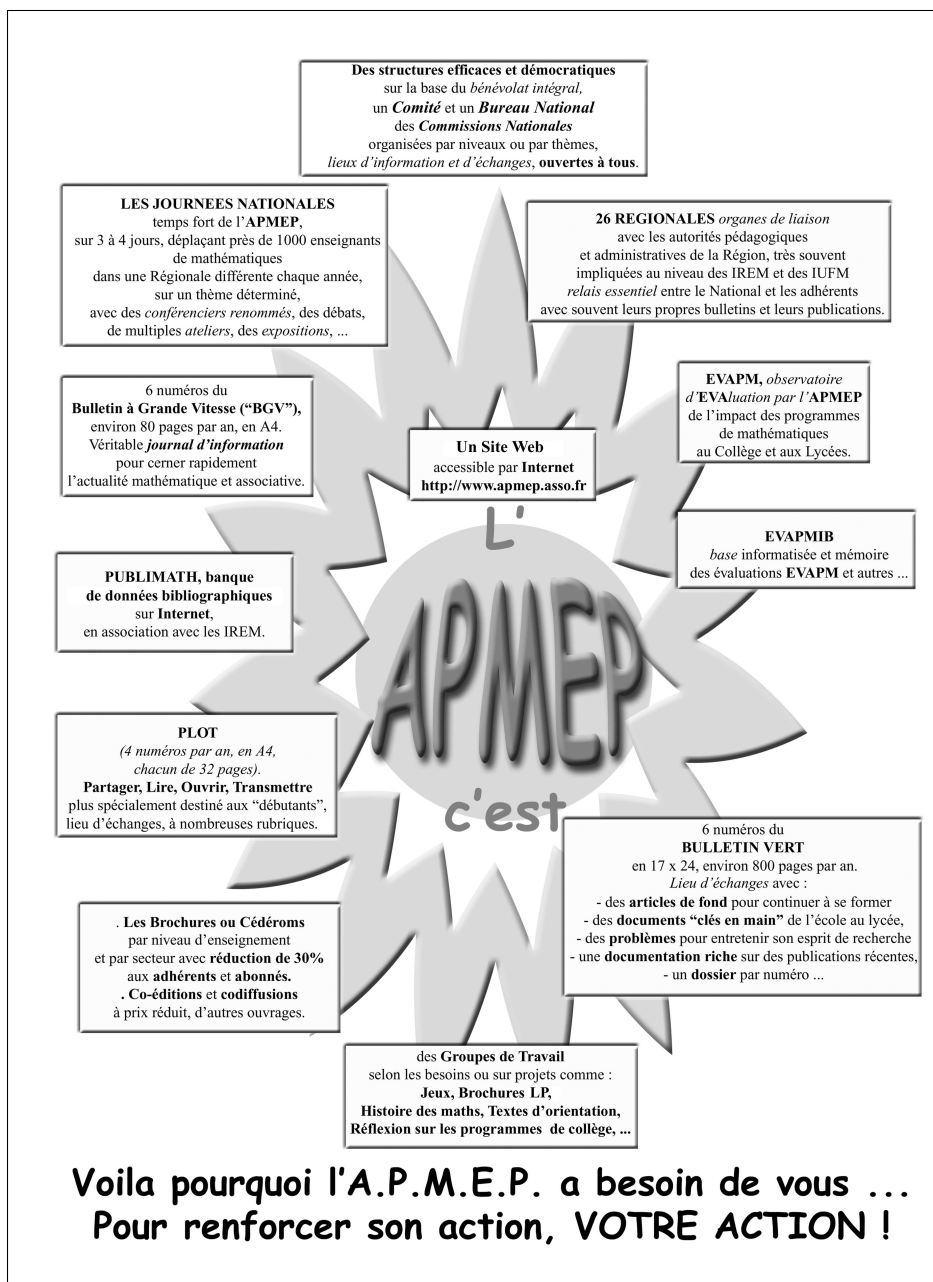 Des structures efficaces et démocratiques
sur la base du bénévolat intégral,
un Comité et un Bureau National
des Commissions Nationales
organisées par niveaux ou par thèmes,
lieux d'information et d'échanges, ouvertes à tous.
LES JOURNEES NATIONALES
temps fort de l'APMEP,
sur 3 à 4 jours, déplaçant près de 1000 enseignants
de mathématiques
dans une Régionale différente chaque année,
sur un thème déterminé,
avec des conférenciers renommés, des débats,
de multiples ateliers, des expositions, ...
26 REGIONALES organes de liaison
avec les autorités pédagogiques
et administratives de la Région, très souvent
impliquées au niveau des IREM et des IUFM
relais essentiel entre le National et les adhérents
avec souvent leurs propres bulletins et leurs publications.
6 numéros du
Bulletin à Grande Vitesse (“BGV”),
environ 80 pages par an, en A4.
Véritable journal d'information
pour cerner rapidement
l'actualité mathématique et associative.
Un Site Web
accessible par Internet
http://www.apmep.asso.fr
EVAPM, observatoire
d'EVAluation par l'APMEP
de l'impact des programmes
de mathématiques
au Collège et aux Lycées.
EVAPMIB
base informatisée et mémoire
des évaluations EVAPM et autres ...
PUBLIMATH, banque
de données bibliographiques
sur Internet,
en association avec les IREM.
L'
APMEP
c'est
PLOT
(4 numéros par an, en A4,
chacun de 32 pages).
Partager, Lire, Ouvrir, Transmettre
plus spécialement destiné aux “débutants”,
lieu d'échanges, à nombreuses rubriques.
6 numéros du
BULLETIN VERT
en 17 x 24, environ 800 pages par an.
Lieu d'échanges avec :
- des articles de fond pour continuer à se former
- des documents “clés en main” de l'école au lycée,
- des problèmes pour entretenir son esprit de recherche
- une documentation riche sur des publications récentes,
- un dossier par numéro ...
. Les Brochures ou Cédéroms
par niveau d'enseignement
et par secteur avec réduction de 30%
aux adhérents et abonnés.
. Co-éditions et codiffusions
à prix réduit, d'autres ouvrages.
des Groupes de Travail
selon les besoins ou sur projets comme :
Jeux, Brochures LP,
Histoire des maths, Textes d'orientation,
Réflexion sur les programmes de collège, ...
Voila pourquoi l'A.P.M.E.P. a besoin de vous ...
Pour renforcer son action, VOTRE ACTION !